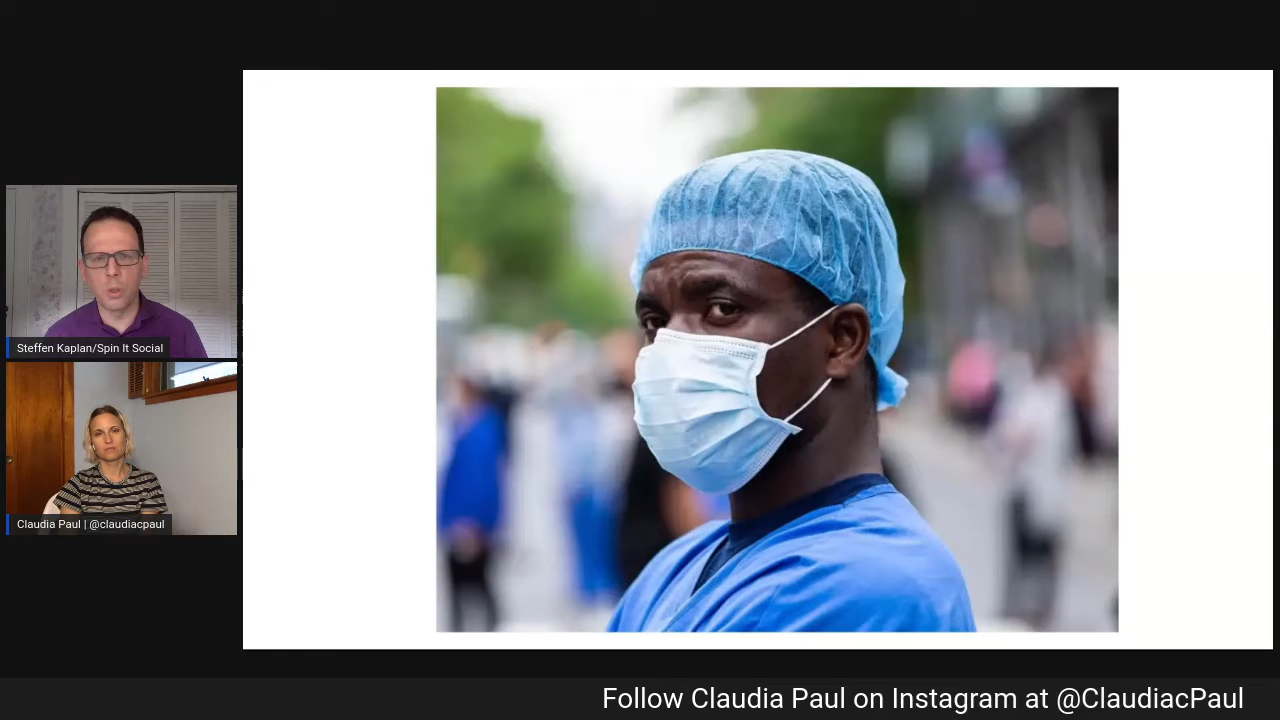 Steffen Kaplan/Spin It Social
Claudia Paul | @claudiacpaul
Follow Claudia Paul on Instagram at @ClaudiacPaul